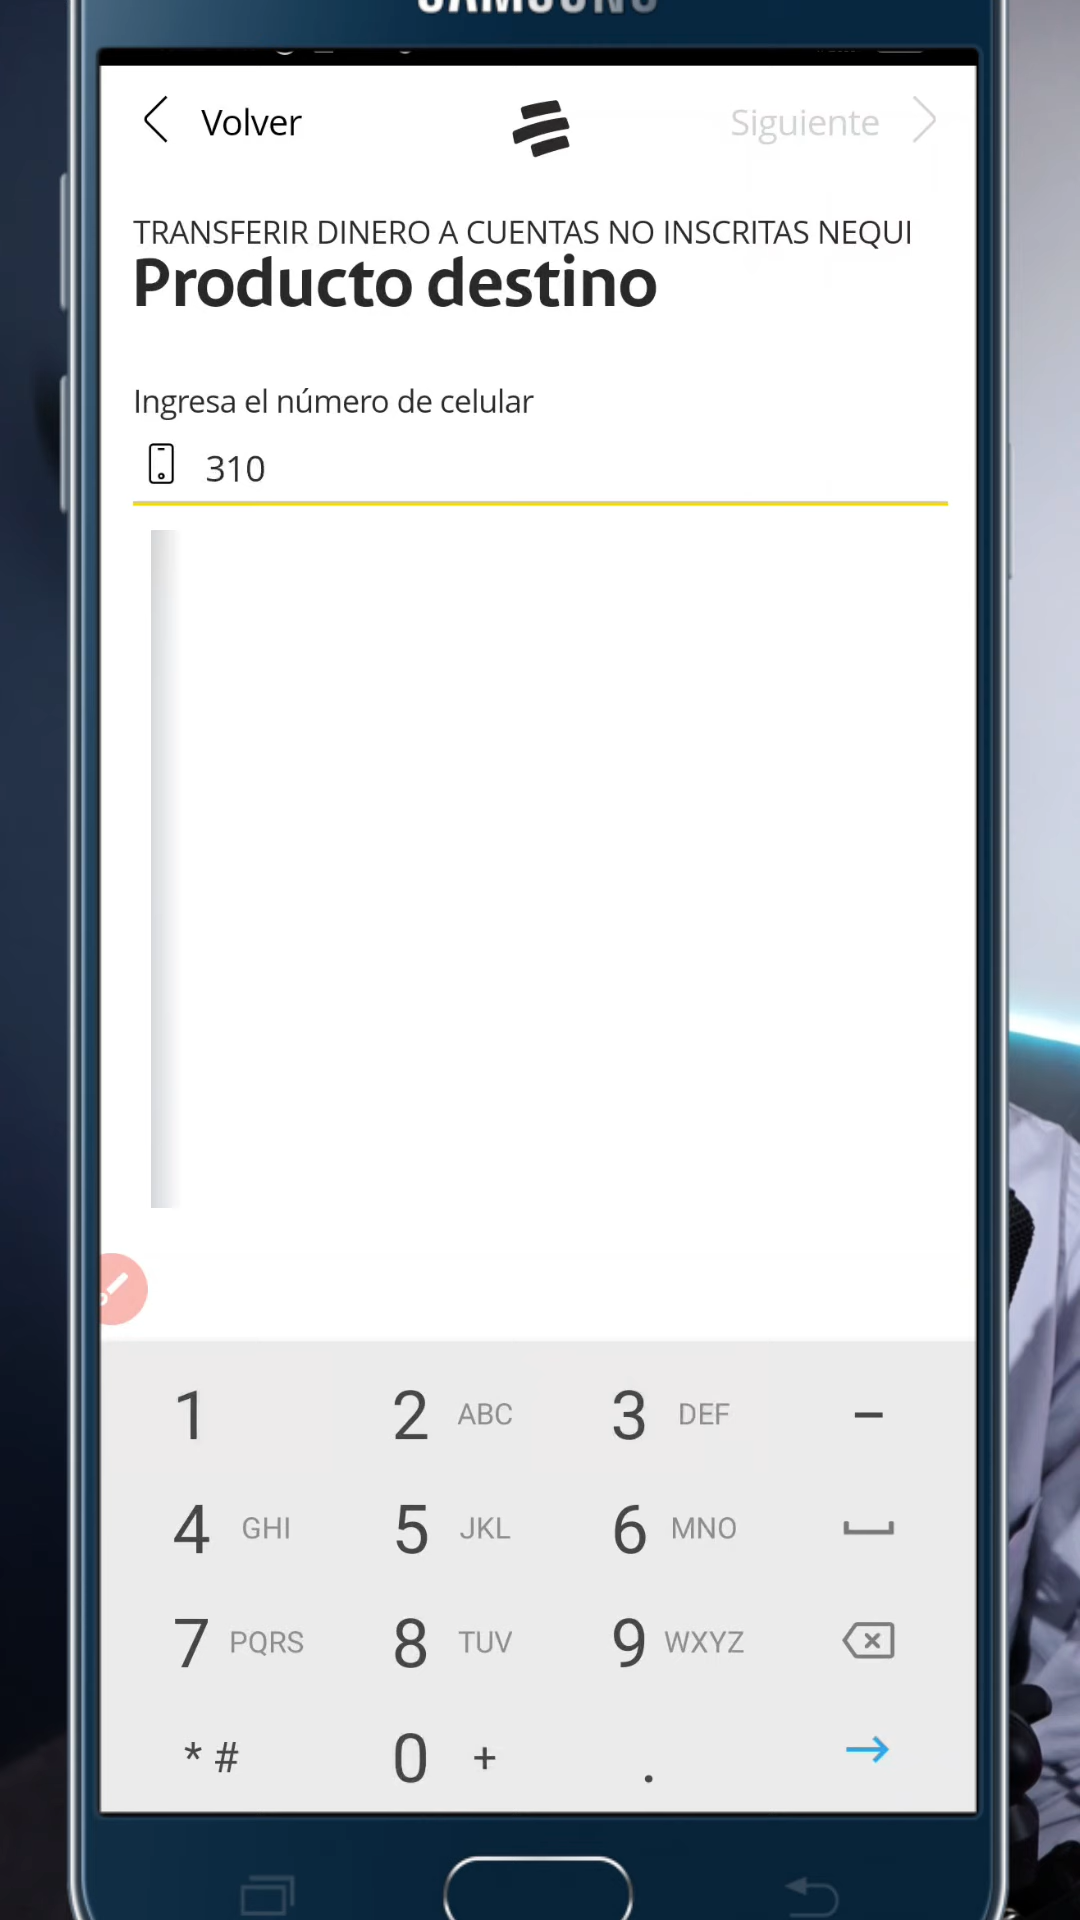 SAMSUNG
Volver
Siguiente
TRANSFERIR DINERO A CUENTAS NO INSCRITAS NEQUI
Producto destino
Ingresa el número de celular
310
1
2 ABC
3 DEF
-
4 GHI
5 JKL
6 MNO
7 PQRS
8 TUV
9 WXYZ
* #
0 +
.